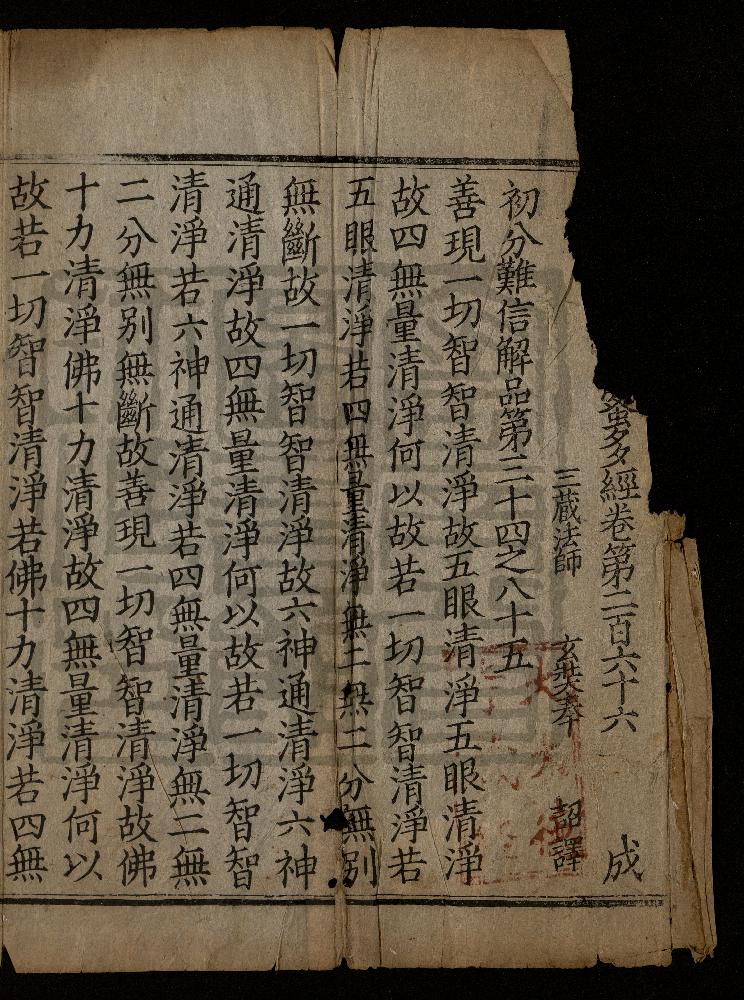 蜜多經卷第二百六十六 成
三藏法師 玄奘奉 詔譯
初分難信解品第三十四之八十五
善現一切智智清淨故五眼清淨五眼清淨
故四無量清淨何以故若一切智智清淨若
五眼清淨若四無量清淨無二無二分無別
無斷故一切智智清淨故六神通清淨六神
通清淨故四無量清淨何以故若一切智智
清淨若六神通清淨若四無量清淨無二無
二分無別無斷故善現一切智智清淨故佛
十力清淨佛十力清淨故四無量清淨何以
故若一切智智清淨若佛十力清淨若四無